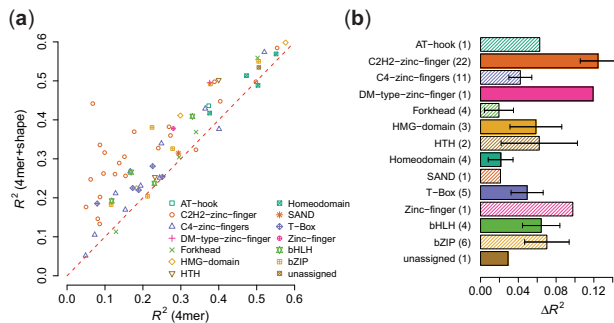 (a)
R² (4mer+shape)
0.6
0.5
0.4
0.3
0.2
0.1
0.0
0.0 0.1 0.2 0.3 0.4 0.5 0.6
R² (4mer)
AT-hook
C2H2-zinc-finger
C4-zinc-fingers
DM-type-zinc-finger
Forkhead
HMG-domain
HTH
Homeodomain
SAND
T-Box
Zinc-finger
bHLH
bZIP
unassigned
(b)
AT-hook (1)
C2H2-zinc-finger (22)
C4-zinc-fingers (11)
DM-type-zinc-finger (1)
Forkhead (4)
HMG-domain (3)
HTH (2)
Homeodomain (4)
SAND (1)
T-Box (5)
Zinc-finger (1)
bHLH (4)
bZIP (6)
unassigned (1)
0.00 0.04 0.08 0.12
ΔR²